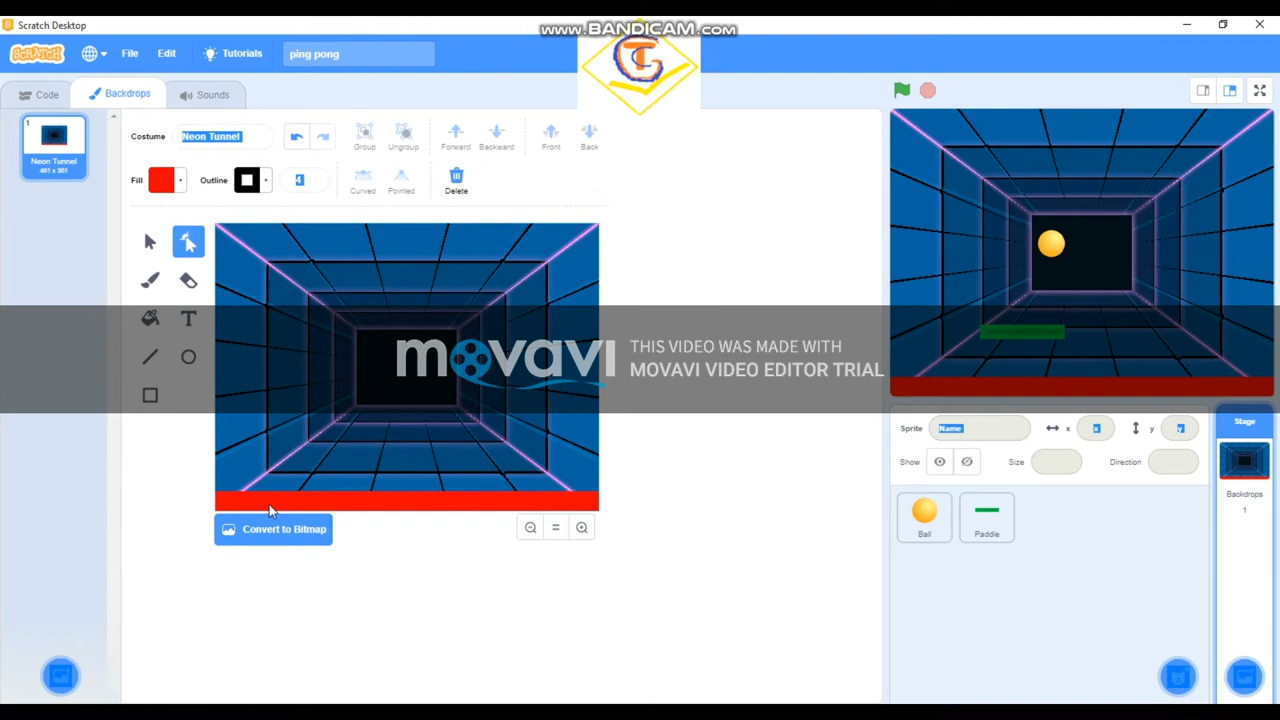 Scratch Desktop
www.BANDICAM.com
SCRATCH
File
Edit
Tutorials
ping pong
Code
Backdrops
Sounds
1
Neon Tunnel
481 x 361
Costume
Neon Tunnel
Group
Ungroup
Forward
Backward
Front
Back
Fill
Outline
4
Curved
Pointed
Delete
T
movavi
THIS VIDEO WAS MADE WITH
MOVAVI VIDEO EDITOR TRIAL
Convert to Bitmap
Sprite
Name
x
x
y
y
Show
Size
Direction
Ball
Paddle
Stage
Backdrops
1